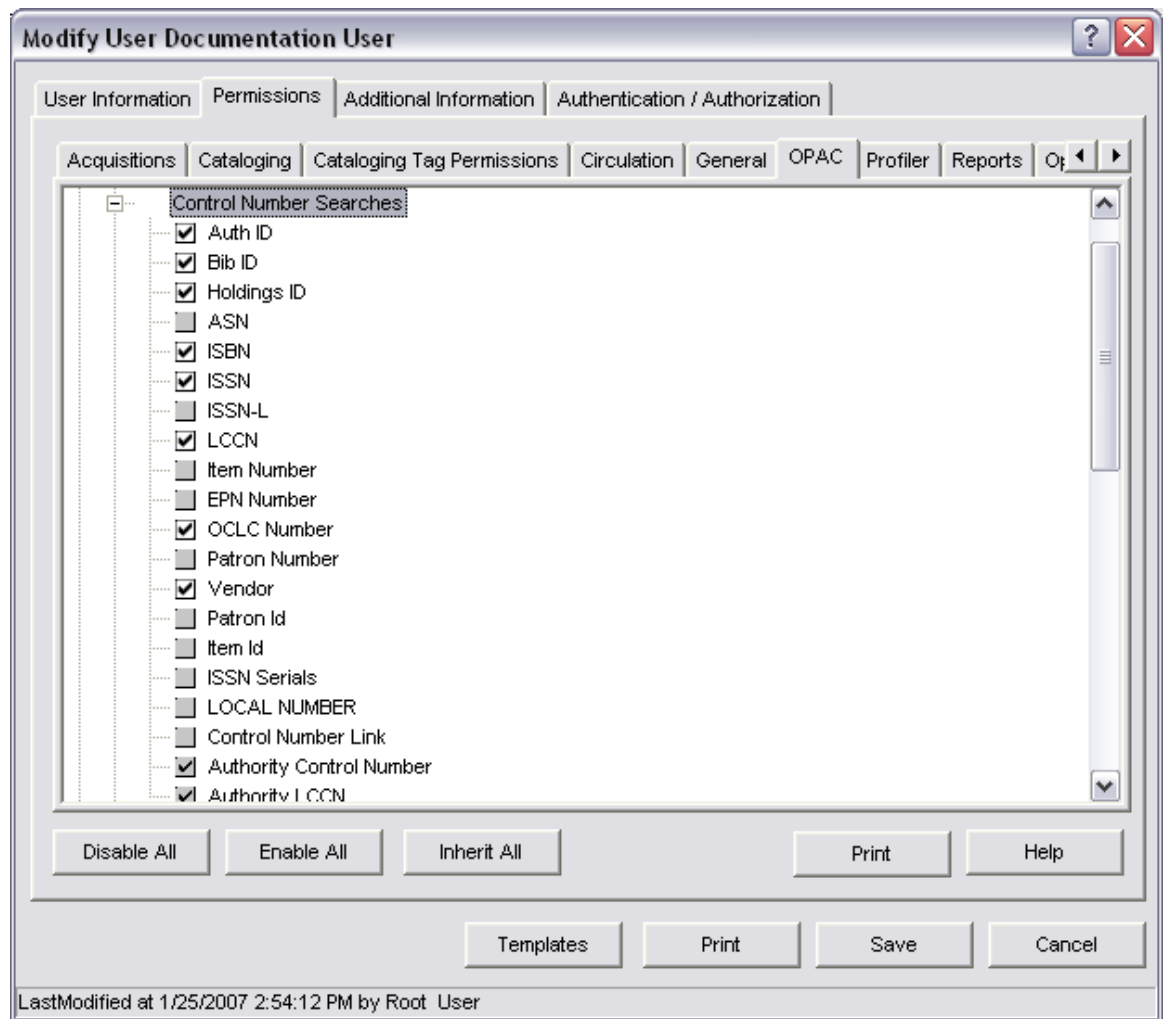 Modify User Documentation User
User Information Permissions Additional Information Authentication / Authorization
Acquisitions Cataloging Cataloging Tag Permissions Circulation General OPAC Profiler Reports
Control Number Searches
Auth ID
Bib ID
Holdings ID
ASN
ISBN
ISSN
ISSN-L
LCCN
Item Number
EPN Number
OCLC Number
Patron Number
Vendor
Patron Id
Item Id
ISSN Serials
LOCAL NUMBER
Control Number Link
Authority Control Number
Authority LCCN
Disable All Enable All Inherit All Print Help
Templates Print Save Cancel
LastModified at 1/25/2007 2:54:12 PM by Root User